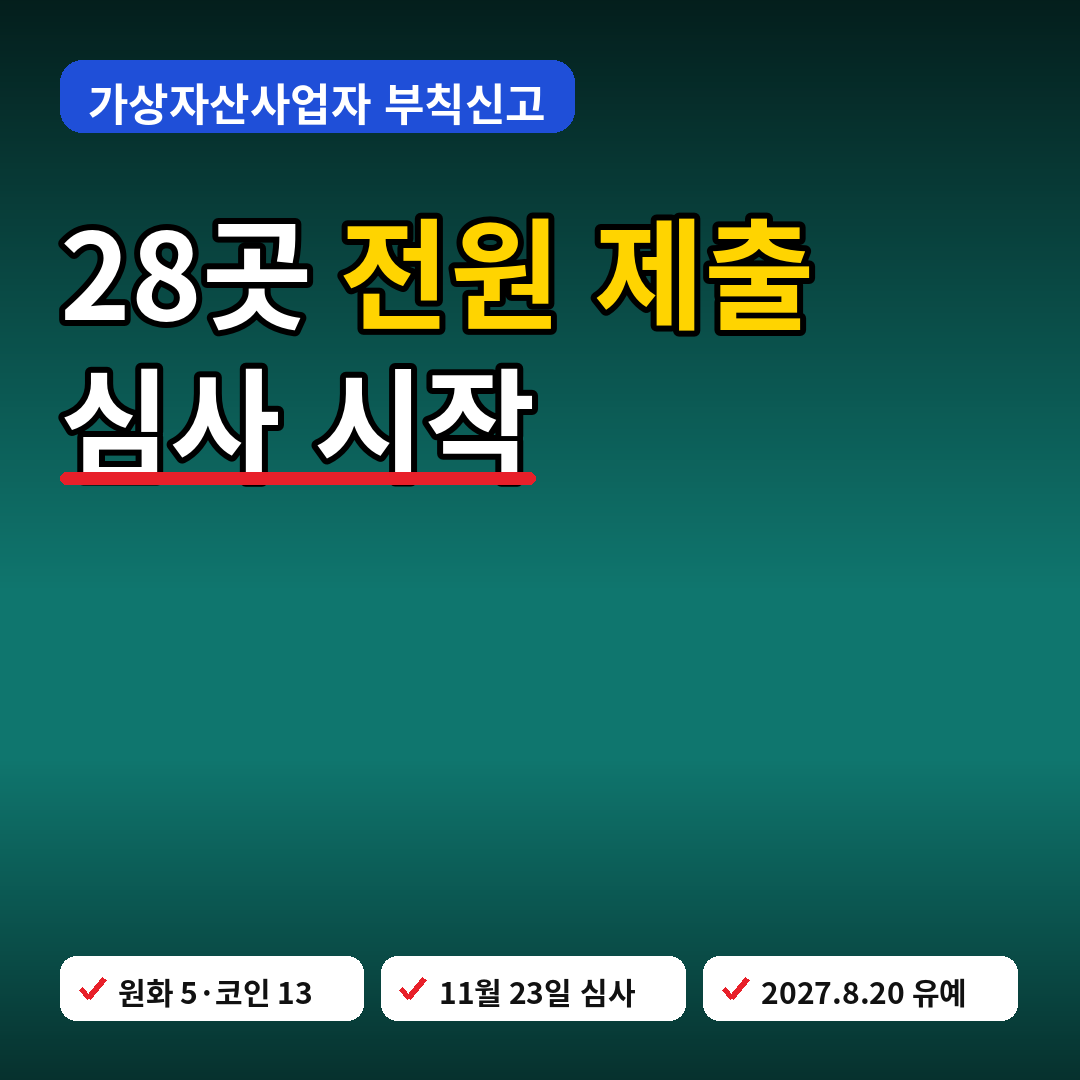 가상자산사업자 부칙신고
28곳 전원 제출
심사 시작
원화 5·코인 13
11월 23일 심사
2027.8.20 유예